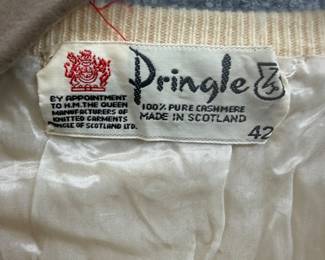 Pringle
BY APPOINTMENT
TO H.M. THE QUEEN
MANUFACTURERS OF
KNITTED GARMENTS
PRINGLE OF SCOTLAND LTD.
100% PURE CASHMERE
MADE IN SCOTLAND
42